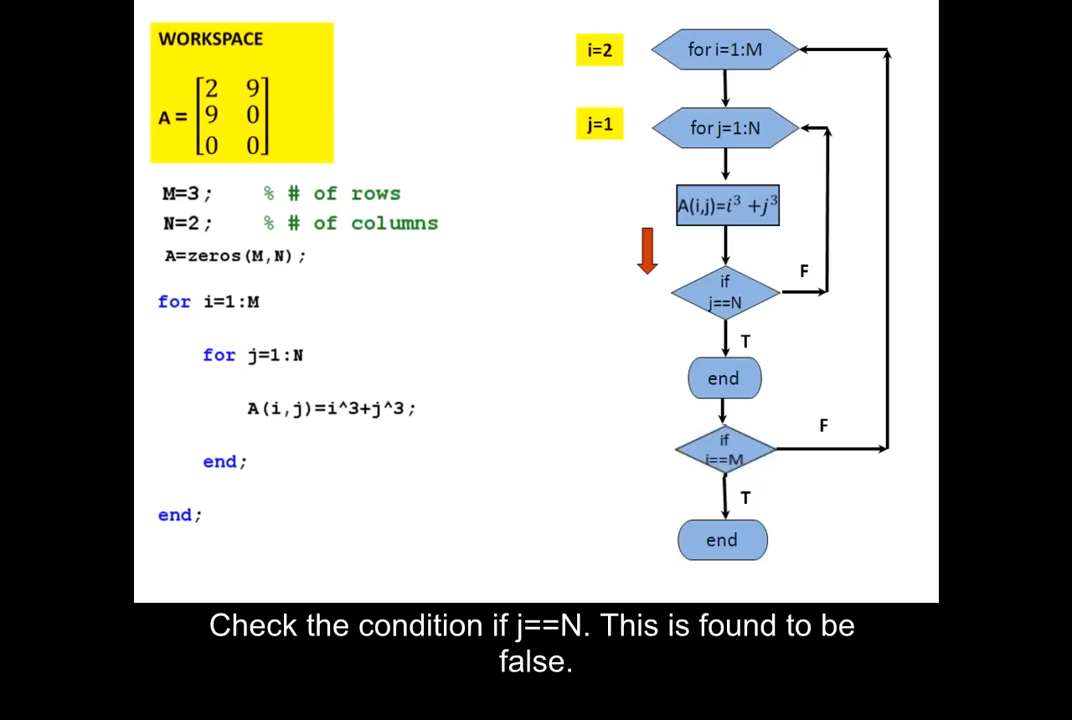 WORKSPACE
A = [2 9
9 0
0 0]
M=3; % # of rows
N=2; % # of columns
A=zeros(M,N);
for i=1:M
for j=1:N
A(i,j)=i^3+j^3;
end;
end;
i=2
for i=1:M
j=1
for j=1:N
A(i,j)=i³ +j³
if
j==N
F
T
end
if
i==M
F
T
end
Check the condition if j==N. This is found to be
false.